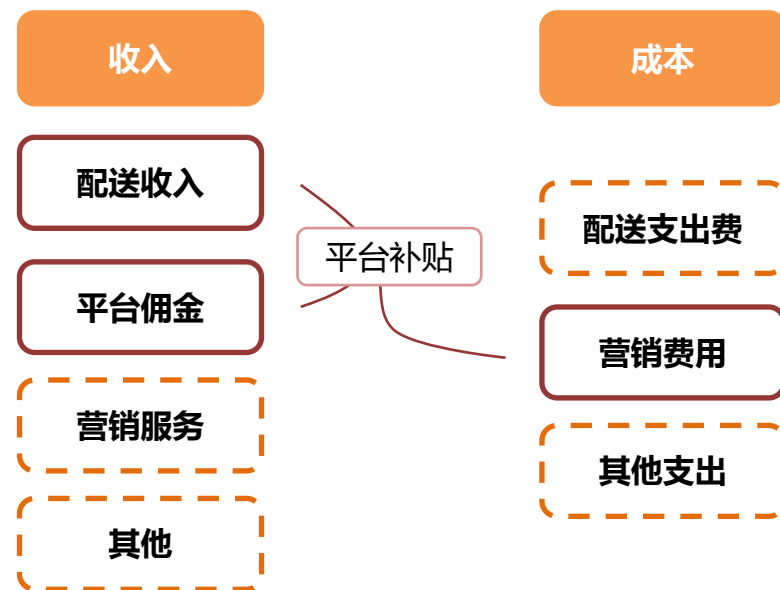 收入
成本
配送收入
平台佣金
营销服务
其他
平台补贴
配送支出费
营销费用
其他支出